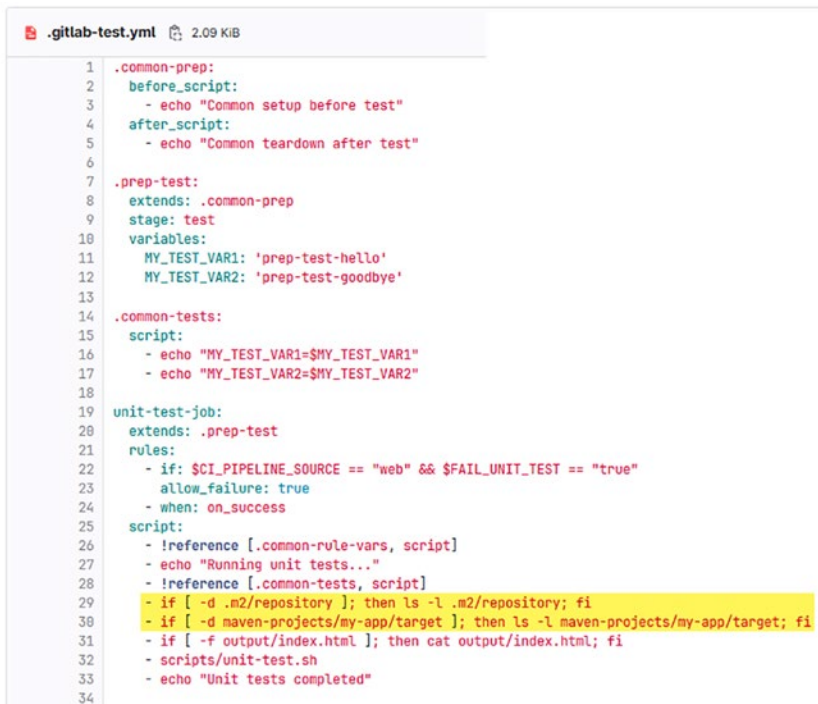 .gitlab-test.yml 2.09 KiB
1 .common-prep:
2   before_script:
3     - echo "Common setup before test"
4   after_script:
5     - echo "Common teardown after test"
6
7 .prep-test:
8   extends: .common-prep
9   stage: test
10   variables:
11     MY_TEST_VAR1: 'prep-test-hello'
12     MY_TEST_VAR2: 'prep-test-goodbye'
13
14 .common-tests:
15   script:
16     - echo "MY_TEST_VAR1=$MY_TEST_VAR1"
17     - echo "MY_TEST_VAR2=$MY_TEST_VAR2"
18
19 unit-test-job:
20   extends: .prep-test
21   rules:
22     - if: $CI_PIPELINE_SOURCE == "web" && $FAIL_UNIT_TEST == "true"
23       allow_failure: true
24     - when: on_success
25   script:
26     - !reference [.common-rule-vars, script]
27     - echo "Running unit tests..."
28     - !reference [.common-tests, script]
29     - if [ -d .m2/repository ]; then ls -l .m2/repository; fi
30     - if [ -d maven-projects/my-app/target ]; then ls -l maven-projects/my-app/target; fi
31     - if [ -f output/index.html ]; then cat output/index.html; fi
32     - scripts/unit-test.sh
33     - echo "Unit tests completed"
34